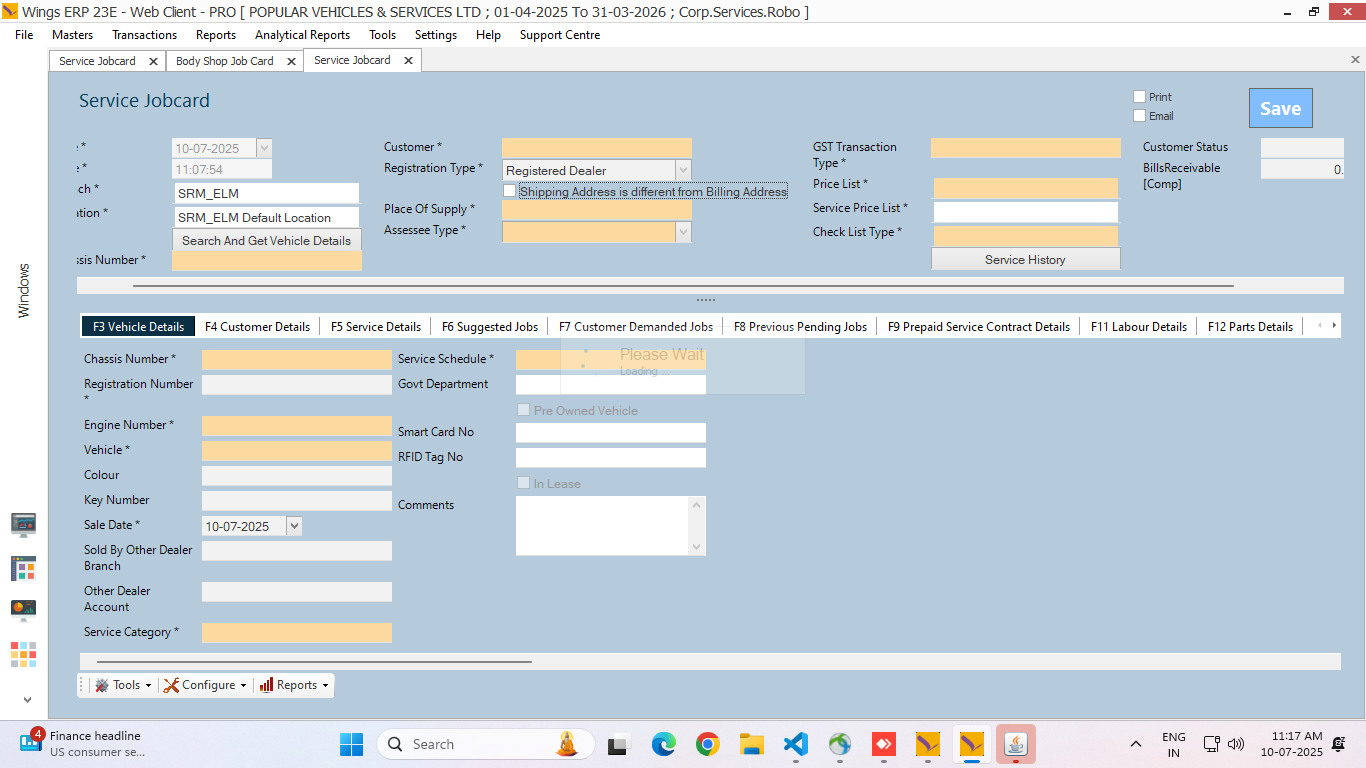 Wings ERP 23E - Web Client - PRO [ POPULAR VEHICLES & SERVICES LTD ; 01-04-2025 To 31-03-2026 ; Corp.Services.Robo ]
File Masters Transactions Reports Analytical Reports Tools Settings Help Support Centre
Service Jobcard Body Shop Job Card Service Jobcard
Service Jobcard
Print
Email
Save
* 10-07-2025
* 11:07:54
ch * SRM_ELM
ation * SRM_ELM Default Location
Search And Get Vehicle Details
ssis Number *
Customer *
Registration Type * Registered Dealer
Shipping Address is different from Billing Address
Place Of Supply *
Assessee Type *
GST Transaction
Type *
Price List *
Service Price List *
Check List Type *
Service History
Customer Status
BillsReceivable 0.
[Comp]
Windows
F3 Vehicle Details F4 Customer Details F5 Service Details F6 Suggested Jobs F7 Customer Demanded Jobs F8 Previous Pending Jobs F9 Prepaid Service Contract Details F11 Labour Details F12 Parts Details
Please Wait
Loading ...
Chassis Number *
Registration Number
*
Engine Number *
Vehicle *
Colour
Key Number
Sale Date * 10-07-2025
Sold By Other Dealer
Branch
Other Dealer
Account
Service Category *
Service Schedule *
Govt Department
Pre Owned Vehicle
Smart Card No
RFID Tag No
In Lease
Comments
Tools Configure Reports
4
Finance headline
US consumer se...
Search
ENG
IN
11:17 AM
10-07-2025